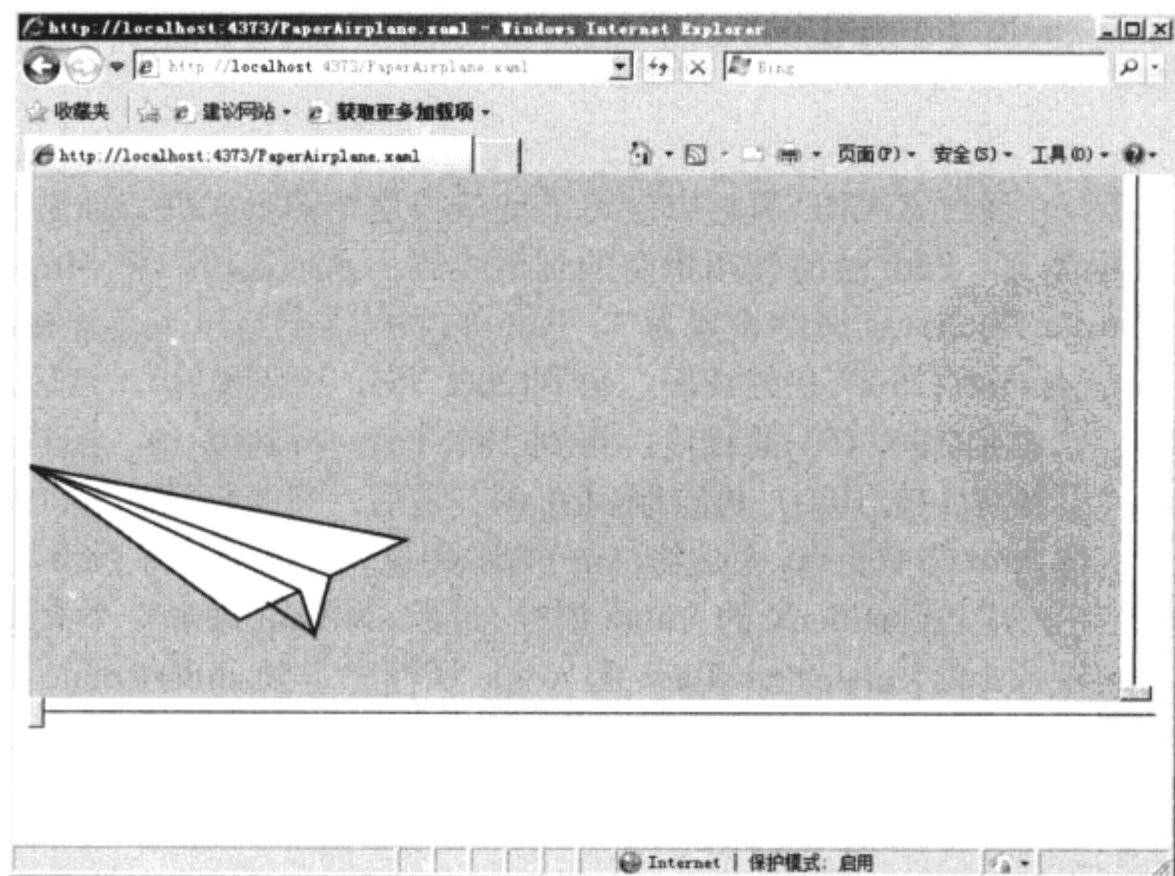 http://localhost:4373/PaperAirplane.xaml - Windows Internet Explorer
http://localhost:4373/PaperAirplane.xaml Bing
收藏夹 建议网站 获取更多加载项
http://localhost:4373/PaperAirplane.xaml 页面(P) 安全(S) 工具(O)
Internet | 保护模式: 启用